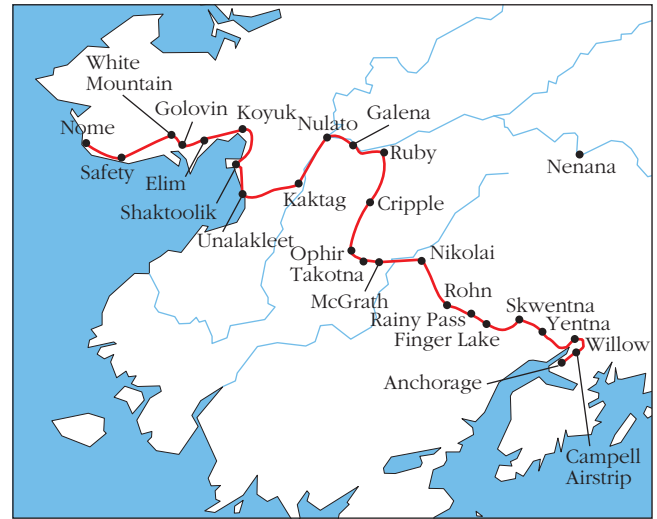 White
Mountain
Golovin
Koyuk
Nulato
Galena
Nome
Ruby
Nenana
Safety
Elim
Shaktoolik
Kaktag
Cripple
Unalakleet
Ophir
Nikolai
Takotna
McGrath
Rohn
Skwentna
Rainy Pass
Yentna
Finger Lake
Willow
Anchorage
Campell
Airstrip